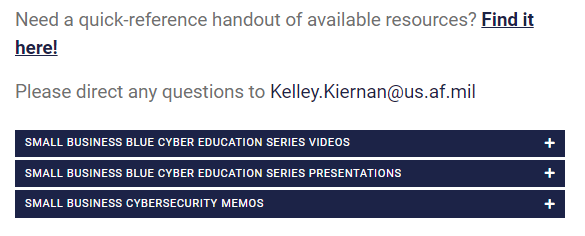 Need a quick-reference handout of available resources? Find it
here!
Please direct any questions to Kelley.Kiernan@us.af.mil
SMALL BUSINESS BLUE CYBER EDUCATION SERIES VIDEOS +
SMALL BUSINESS BLUE CYBER EDUCATION SERIES PRESENTATIONS +
SMALL BUSINESS CYBERSECURITY MEMOS +